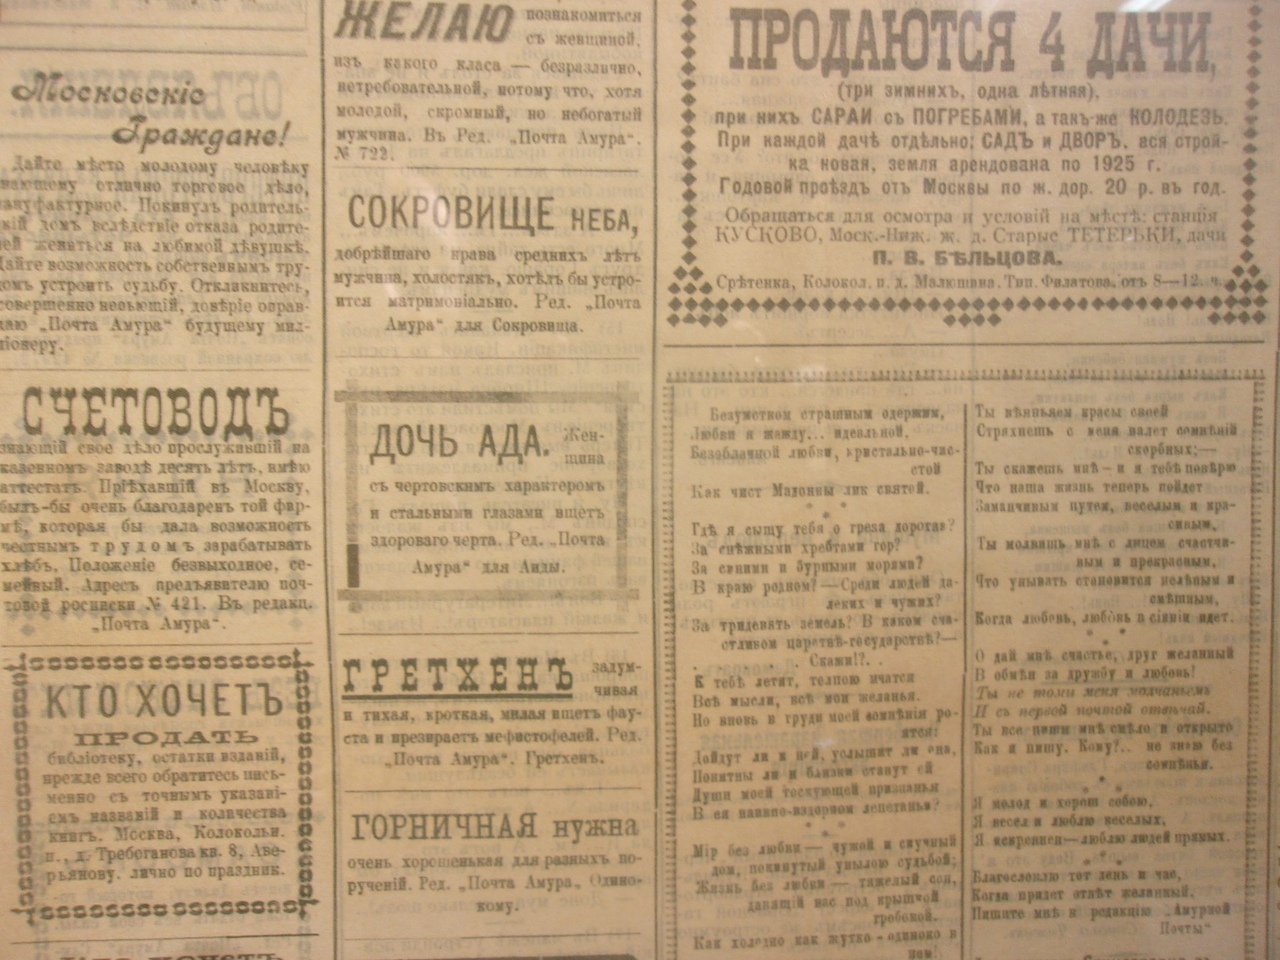 Московскіе
Граждане!
Дайте мѣсто молодому человѣку
знающему отлично торговое дѣло,
мануфактурное. Покинулъ родитель-
скій домъ вслѣдствіе отказа родите-
лей женаться на любимой дѣвушкѣ.
Дайте возможность собственнымъ тру-
домъ устроить судьбу. Откликнитесь,
совершенно непьющій, довѣріе оправ-
даю „Почта Амура“ будущему мил-
ліонеру.
СЧЕТОВОДЪ
знающій свое дѣло прослужившій на
казенномъ заводѣ десять лѣтъ, имѣю
аттестатъ. Пріѣхавшій въ Москву,
былъ-бы очень благодаренъ той фир-
мѣ, которая бы дала возможность
честнымъ трудомъ зарабатывать
хлѣбъ. Положеніе безвыходное, се-
мейный. Адресъ предъявителю поч-
товой росписки № 421. Въ редакц.
„Почта Амура“.
КТО ХОЧЕТЪ
ПРОДАТЬ
библіотеку, остатки изданій,
прежде всего обратитесь пись-
менно съ точнымъ указані-
емъ названій и количества
книгъ. Москва, Колокольн.
п., д. Требоганова кв. 8, Аве-
рьянову. лично по праздник.
ЖЕЛАЮ познакомиться
съ женщиной,
изъ какого класа — безразлично,
нетребовательной, потому что, хотя
молодой, скромный, но небогатый
мужчина. Въ Ред. „Почта Амура“.
№ 722.
СОКРОВИЩЕ НЕБА,
добрѣйшаго нрава среднихъ лѣтъ
мужчина, холостякъ, хотѣлъ бы устро-
ится матримоніально. Ред. „Почта
Амура“ для Сокровища.
ДОЧЬ АДА. Жен-
щина
съ чертовскимъ характеромъ
и стальными глазами ищетъ
здороваго черта. Ред. „Почта
Амура“ для Аиды.
ГРЕТХЕНЪ задум-
чивая
и тихая, кроткая, милая ищетъ фау-
ста и презираетъ мефистофелей. Ред.
„Почта Амура“. Гретхенъ.
ГОРНИЧНАЯ нужна
очень хорошенькая для разныхъ по-
рученій. Ред. „Почта Амура„ Одино-
кому.
ПРОДАЮТСЯ 4 ДАЧИ,
(три зимнихъ, одна лѣтняя),
при нихъ САРАИ съ ПОГРЕБАМИ, а такъ-же КОЛОДЕЗЬ.
При каждой дачѣ отдѣльно: САДЪ и ДВОРЪ. вся строй-
ка новая, земля арендована по 1925 г.
Годовой проѣздъ отъ Москвы по ж. дор. 20 р. въ год.
Обращаться для осмотра и условій на мѣстѣ: станція
КУСКОВО, Моск.-Ниж. ж. д. Старые ТЕТЕРЬКИ, дачи
П. В. БѢЛЬЦОВА.
Срѣтенка, Колокол. п. д. Малюшина. Тип. Филатова. отъ 8—12 ч.
Безумствомъ страшным одержим,
Любви я жажду... идеальной.
Безоблачной любви, кристально-чис-
стой
Какъ чист Мадонны ликъ святой.
Гдѣ я сыщу тебя о греза дорогая?
За снѣжными хребтами гор?
За синими и бурными морями?
В краю родном? — Среди людей да-
леких и чужих?
За тридевять земель? В каком сча-
стливом царствѣ-государствѣ? —
Скажи!?.
К тебѣ летят, толпою мчатся
Всѣ мысли, всѣ мои желанья.
Но вновь в груди моей сомнѣнія ро-
ятся:
Дойдут ли к ней, услышит ли она,
Понятны ли и близки станут ей
Души моей тоскующей признанья
В ея наивно-вздорном лепетаньи?
Мір без любви — чужой и скучный
дом, покинутый унылою судьбой;
Жизнь без любви — тяжелый сон,
давящій нас под крышкой
гробовой.
Как холодно как жутко - одиноко в
нем.
Ты вѣнпьем красы своей
Стряхнешь с меня налет сомнѣній
скорбных; —
Ты скажешь мнѣ - и я тебѣ повѣрю
Что наша жизнь теперь пойдет
Заманчивым путем, веселым и кра-
сивым,
Ты молвишь мнѣ с лицем счастли-
вым и прекрасным,
Что унывать становится нелѣпым и
смѣшным,
Когда любовь, любовь в сіяніи идет.
О дай мнѣ счастье, друг желанный
В обмѣн за дружбу и любовь!
Ты не томи меня молчаньемъ
И съ первой почтой отвѣчай.
Ты все пиши мнѣ смѣло и открыто
Как я пишу. Кому?.. не знаю без
сомнѣнья.
Я молод и хорош собою,
Я весел и люблю веселых,
Я искренен — люблю людей прямых.
Благословлю тот день и час,
Когда придет отвѣт желанный,
Пишите мнѣ в редакцію „Амурной
Почты“